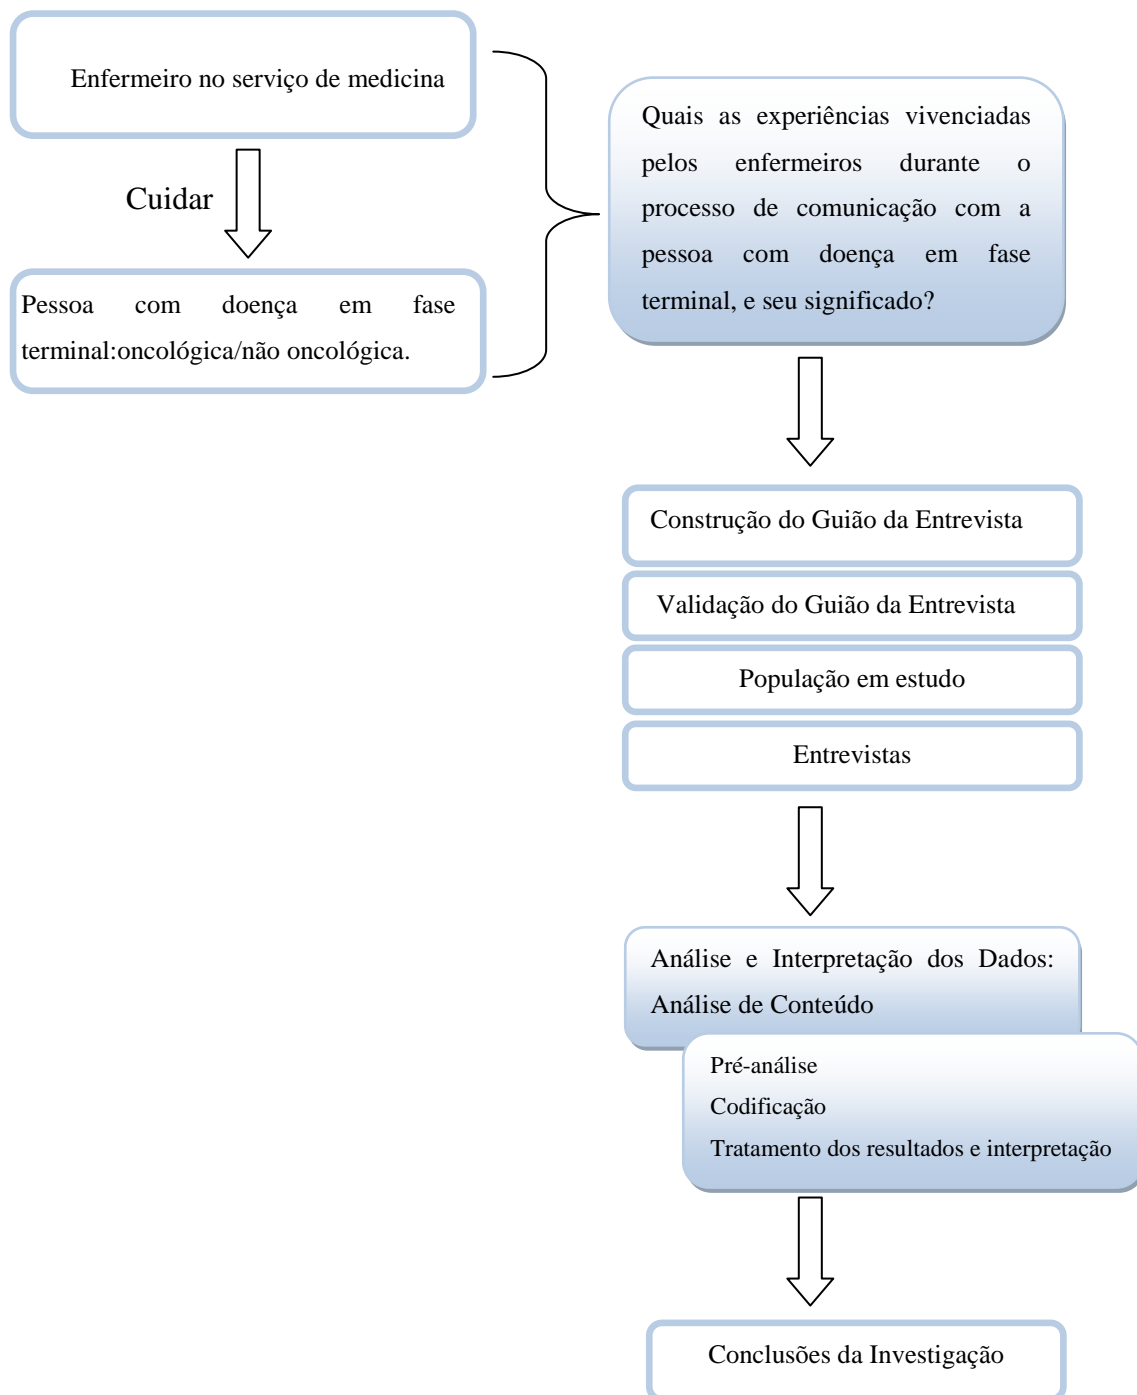 Enfermeiro no serviço de medicina
Cuidar
Pessoa com doença em fase
terminal:oncológica/não oncológica.
Quais as experiências vivenciadas
pelos enfermeiros durante o
processo de comunicação com a
pessoa com doença em fase
terminal, e seu significado?
Construção do Guião da Entrevista
Validação do Guião da Entrevista
População em estudo
Entrevistas
Análise e Interpretação dos Dados:
Análise de Conteúdo
Pré-análise
Codificação
Tratamento dos resultados e interpretação
Conclusões da Investigação